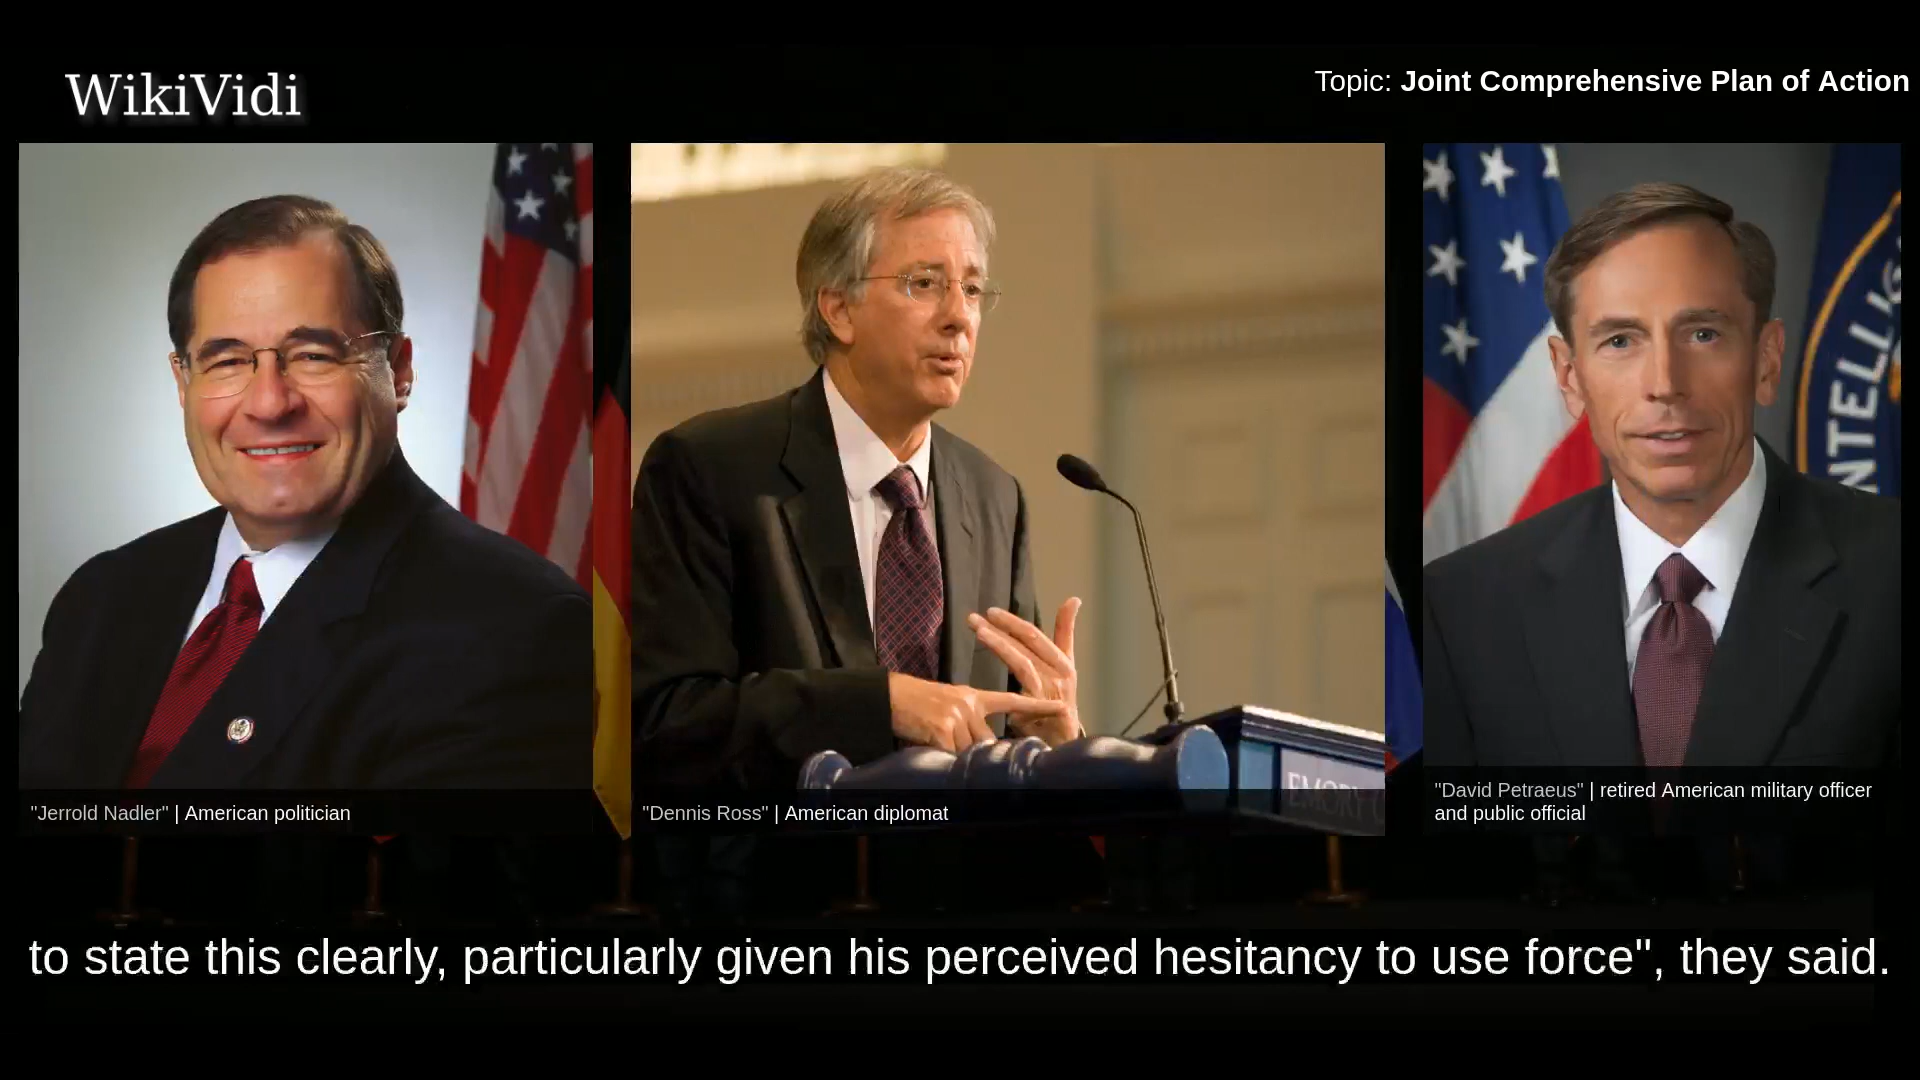 WikiVidi
Topic: Joint Comprehensive Plan of Action
INTELLIG
EMORY C
"Jerrold Nadler" | American politician
"Dennis Ross" | American diplomat
"David Petraeus" | retired American military officer
and public official
to state this clearly, particularly given his perceived hesitancy to use force", they said.